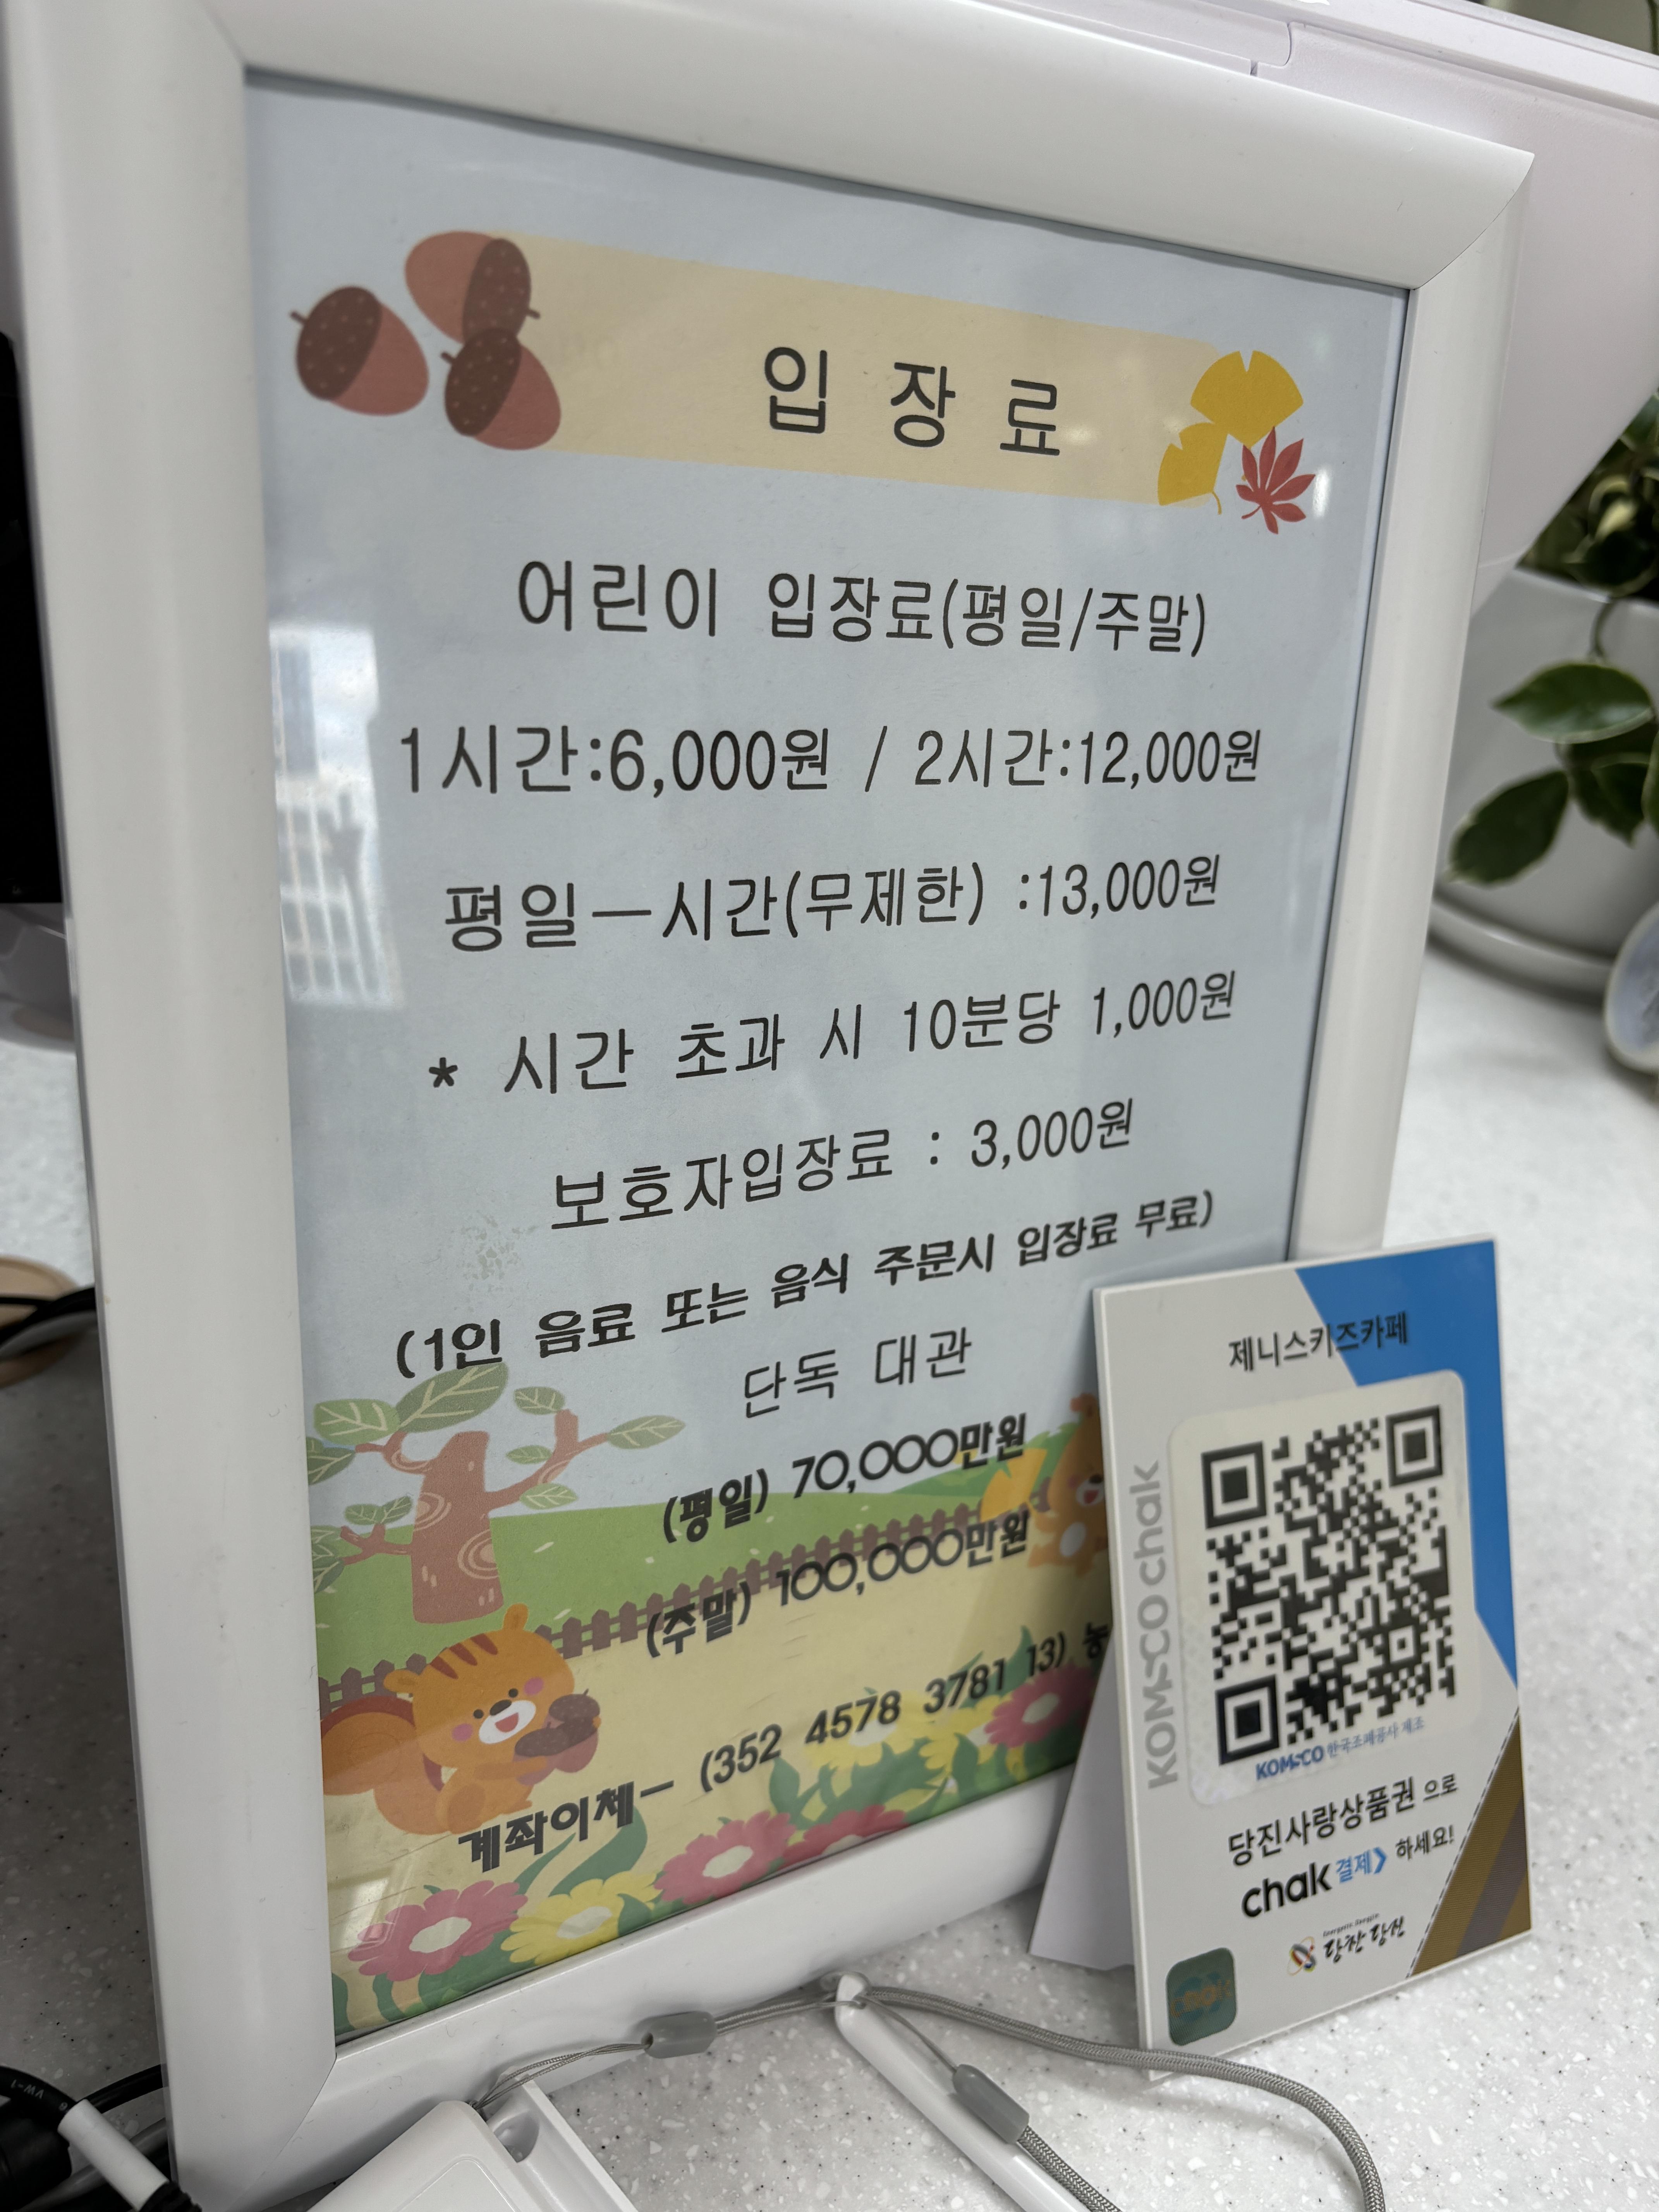 입 장 료
어린이 입장료(평일/주말)
1시간:6,000원 / 2시간:12,000원
평일—시간(무제한) :13,000원
* 시간 초과 시 10분당 1,000원
보호자입장료 : 3,000원
(1인 음료 또는 음식 주문시 입장료 무료)
단독 대관
(평일) 70,000만원
(주말) 100,000만원
계좌이체— (352 4578 3781 13)
제니스키즈카페
KOMSCO chak
KOMSCO 한국조폐공사 제조
당진사랑상품권 으로
chak 결제 하세요!
당찬 당진
VW-1